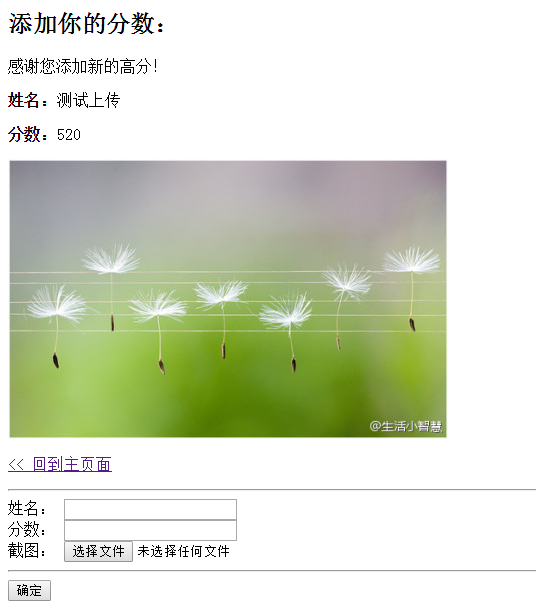 添加你的分数：
感谢您添加新的高分！
姓名：测试上传
分数：520
@生活小智慧
<< 回到主页面
姓名：
分数：
截图： 选择文件 未选择任何文件
确定